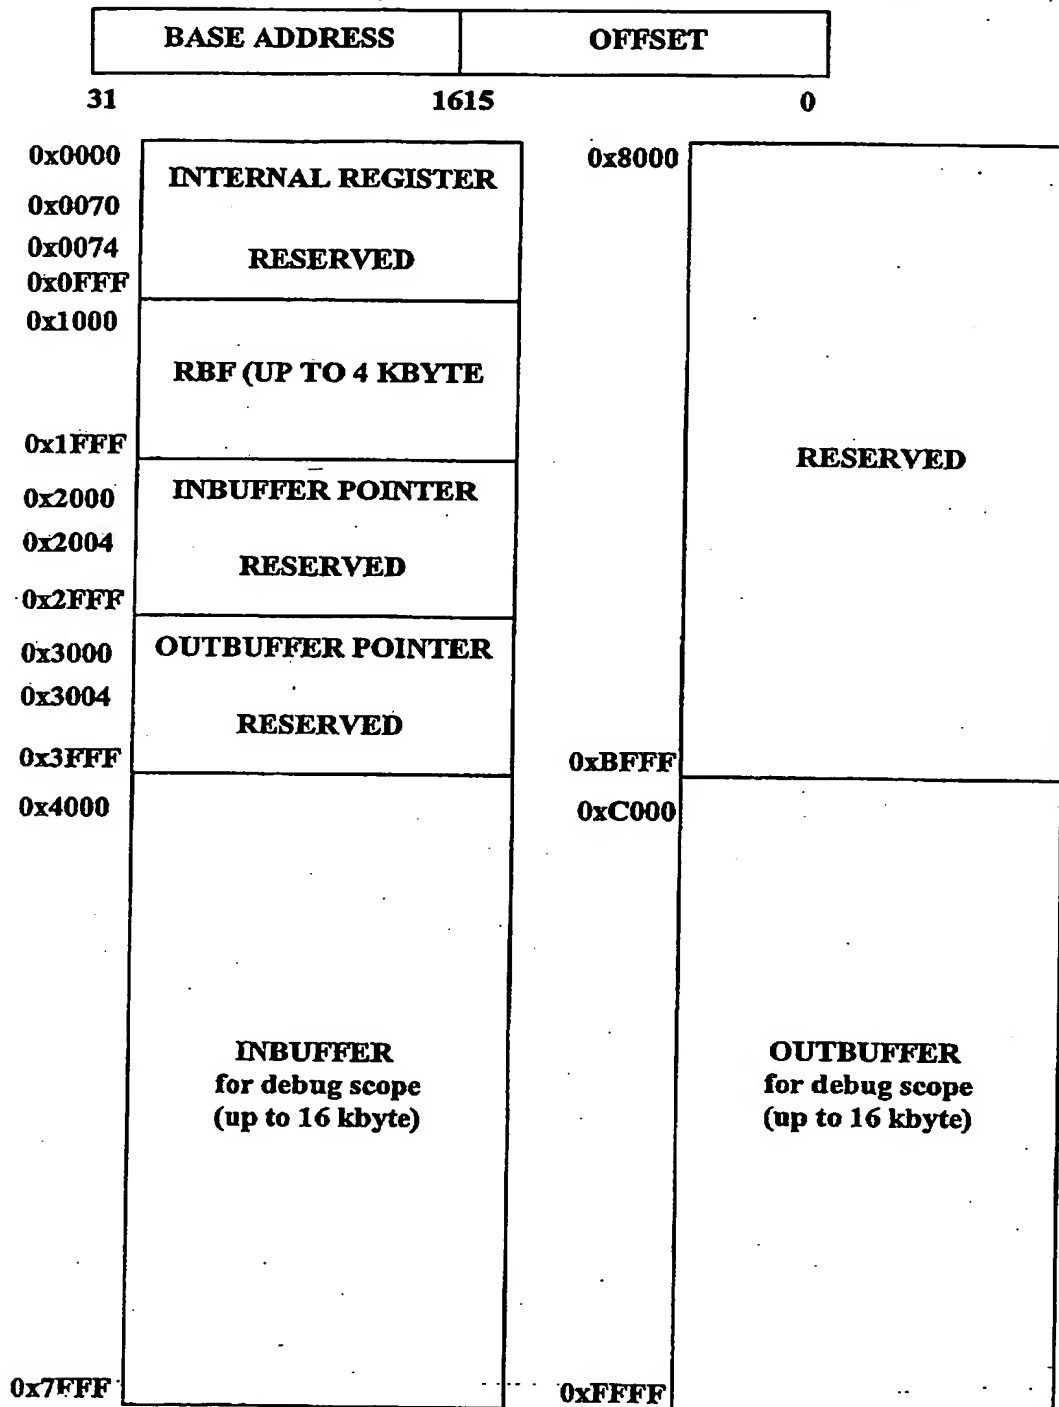 BASE ADDRESS OFFSET
31 1615 0
0x0000
INTERNAL REGISTER
0x0070
0x0074
RESERVED
0x0FFF
0x1000
RBF (UP TO 4 KBYTE
0x1FFF
0x2000
INBUFFER POINTER
0x2004
RESERVED
0x2FFF
0x3000
OUTBUFFER POINTER
0x3004
RESERVED
0x3FFF
0x4000
INBUFFER
for debug scope
(up to 16 kbyte)
0x7FFF
0x8000
RESERVED
0xBFFF
0xC000
OUTBUFFER
for debug scope
(up to 16 kbyte)
0xFFFF